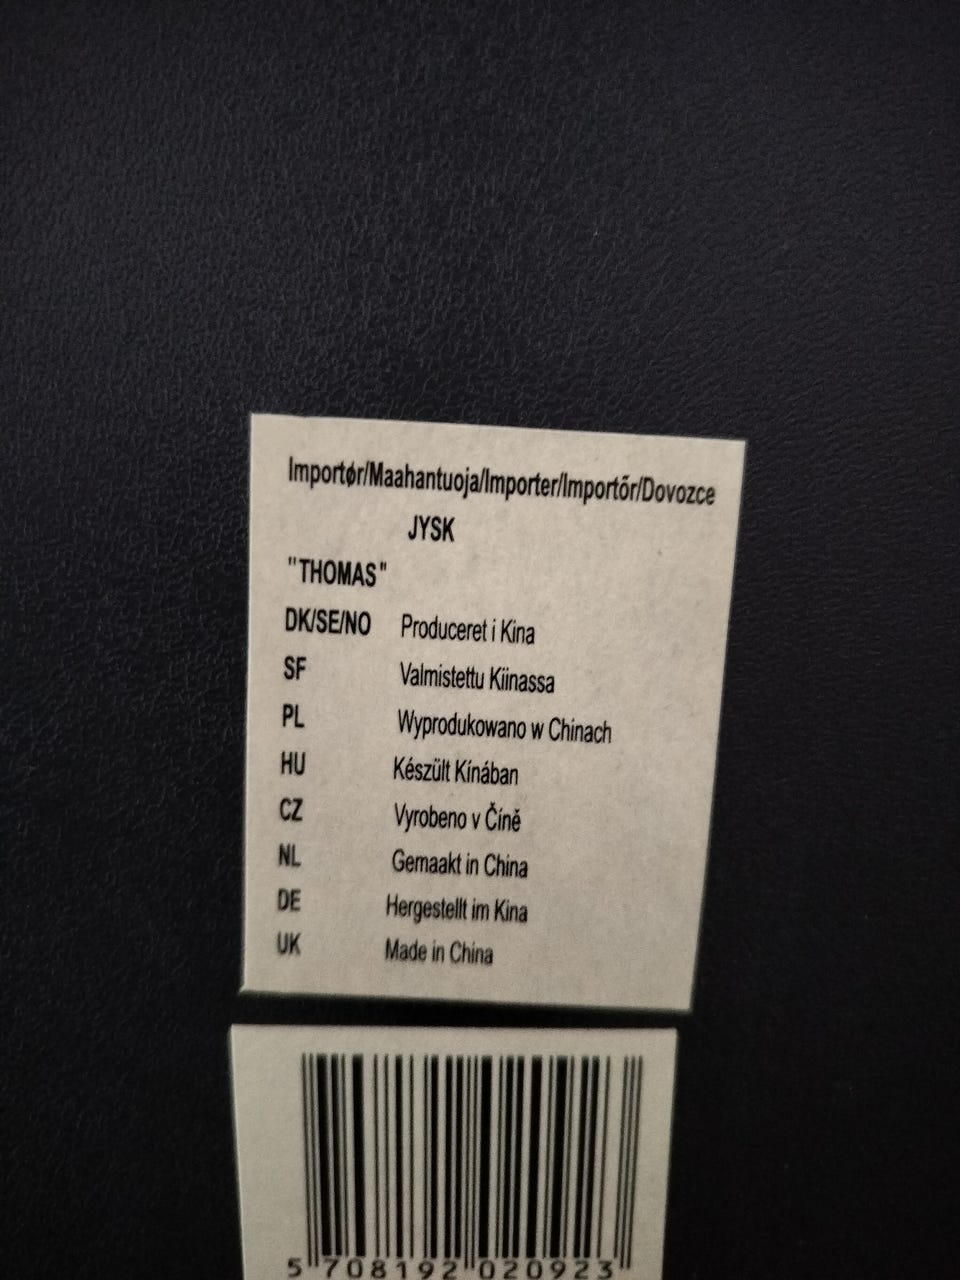 Importør/Maahantuoja/Importer/Importőr/Dovozce
JYSK
"THOMAS"
DK/SE/NO Produceret i Kina
SF Valmistettu Kiinassa
PL Wyprodukowano w Chinach
HU Készült Kínában
CZ Vyrobeno v Číně
NL Gemaakt in China
DE Hergestellt im Kina
UK Made in China
5 708192 020923